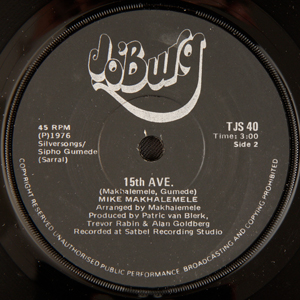 Jo'Burg
45 RPM
(P)1976
Silversongs/
Sipho Gumede
(Sarral)
TJS 40
Time: 3:00
Side 2
15th AVE.
(Makhalemele, Gumede)
MIKE MAKHALEMELE
Arranged by Makhalemele
Produced by Patric van Blerk,
Trevor Rabin & Alan Goldberg
Recorded at Satbel Recording Studio
COPYRIGHT RESERVED UNAUTHORISED PUBLIC PERFORMANCE, BROADCASTING AND COPYING PROHIBITED